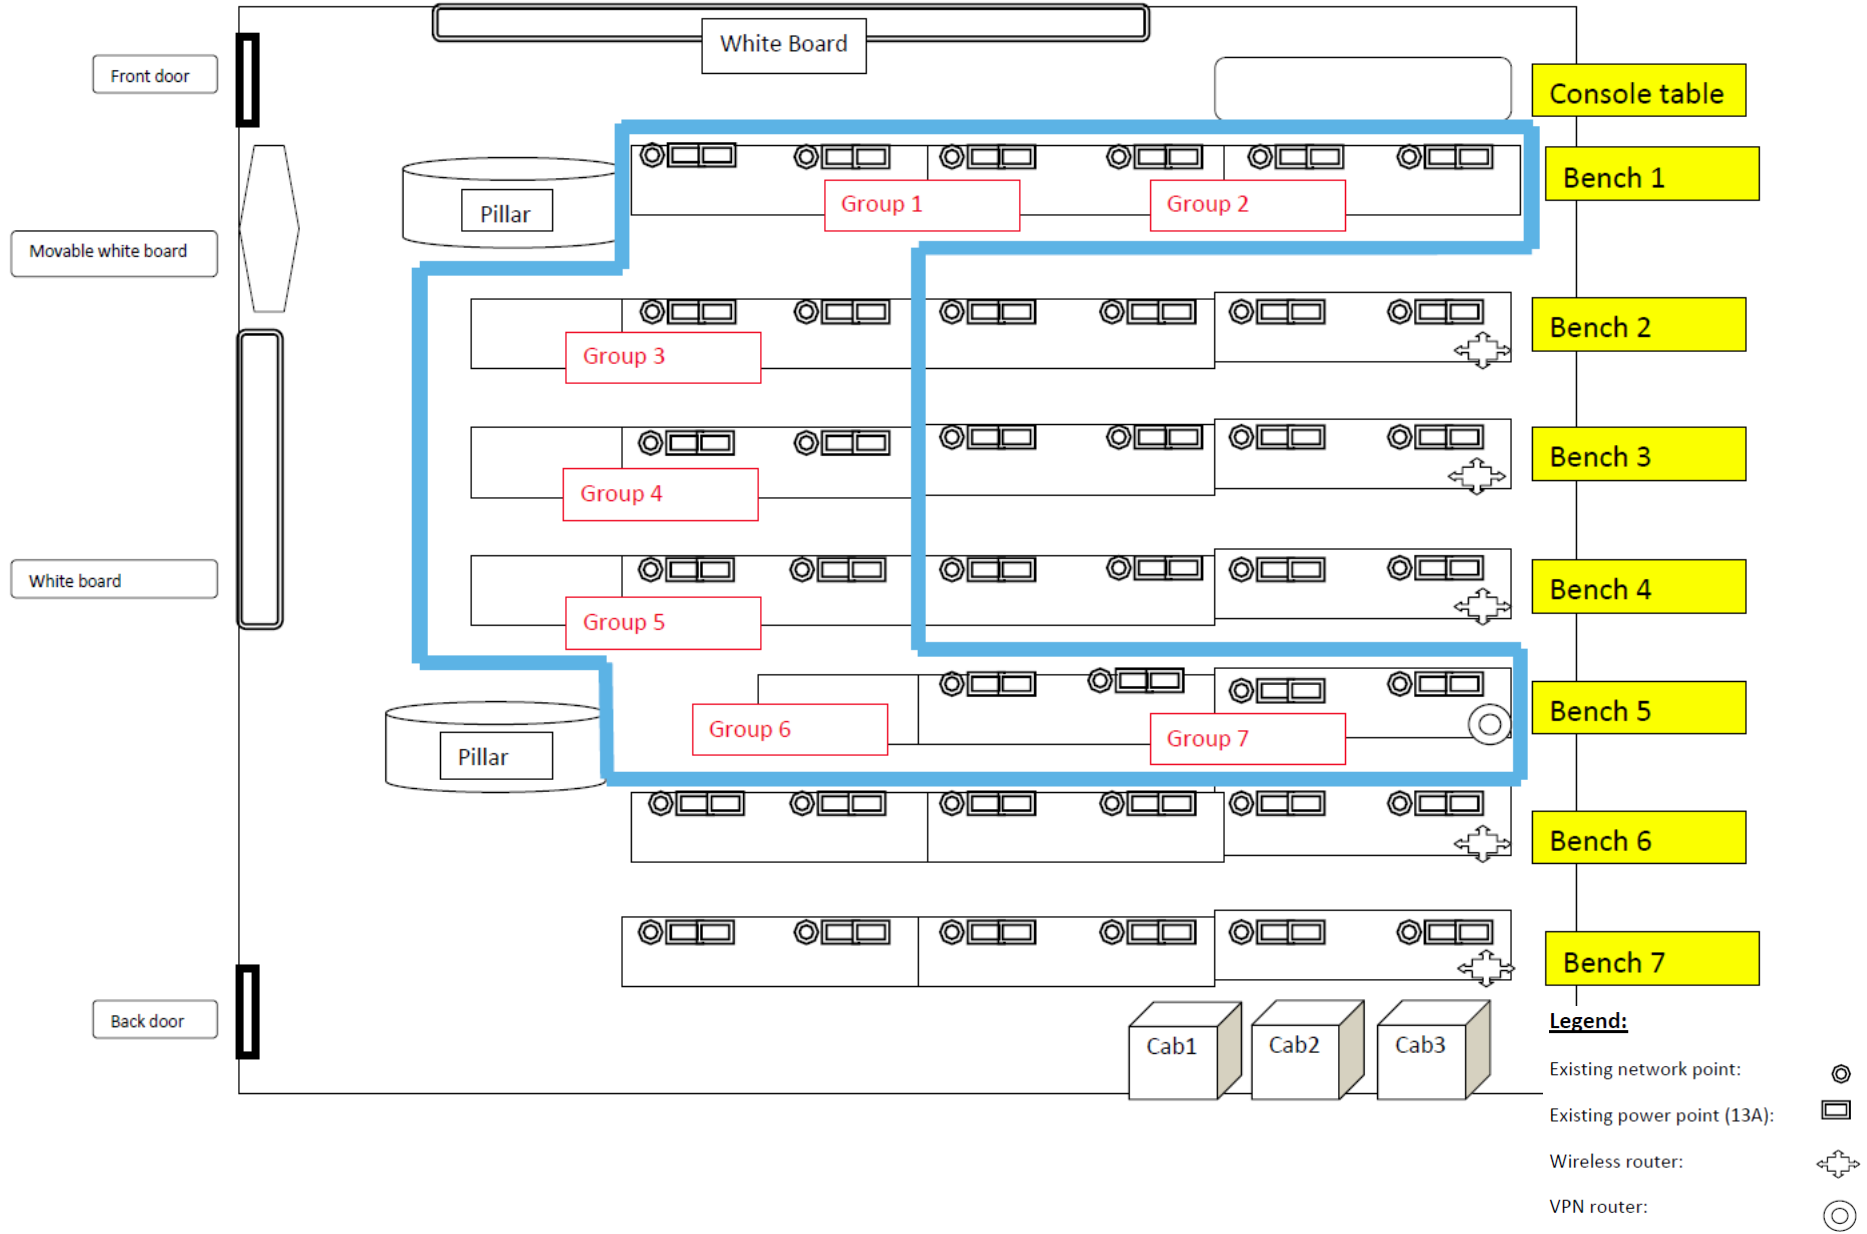 White Board
Front door
Console table
Bench 1
Pillar
Group 1
Group 2
Movable white board
Bench 2
Group 3
Bench 3
Group 4
White board
Bench 4
Group 5
Bench 5
Group 6
Group 7
Pillar
Bench 6
Bench 7
Back door
Cab1
Cab2
Cab3
Legend:
Existing network point:
Existing power point (13A):
Wireless router:
VPN router: